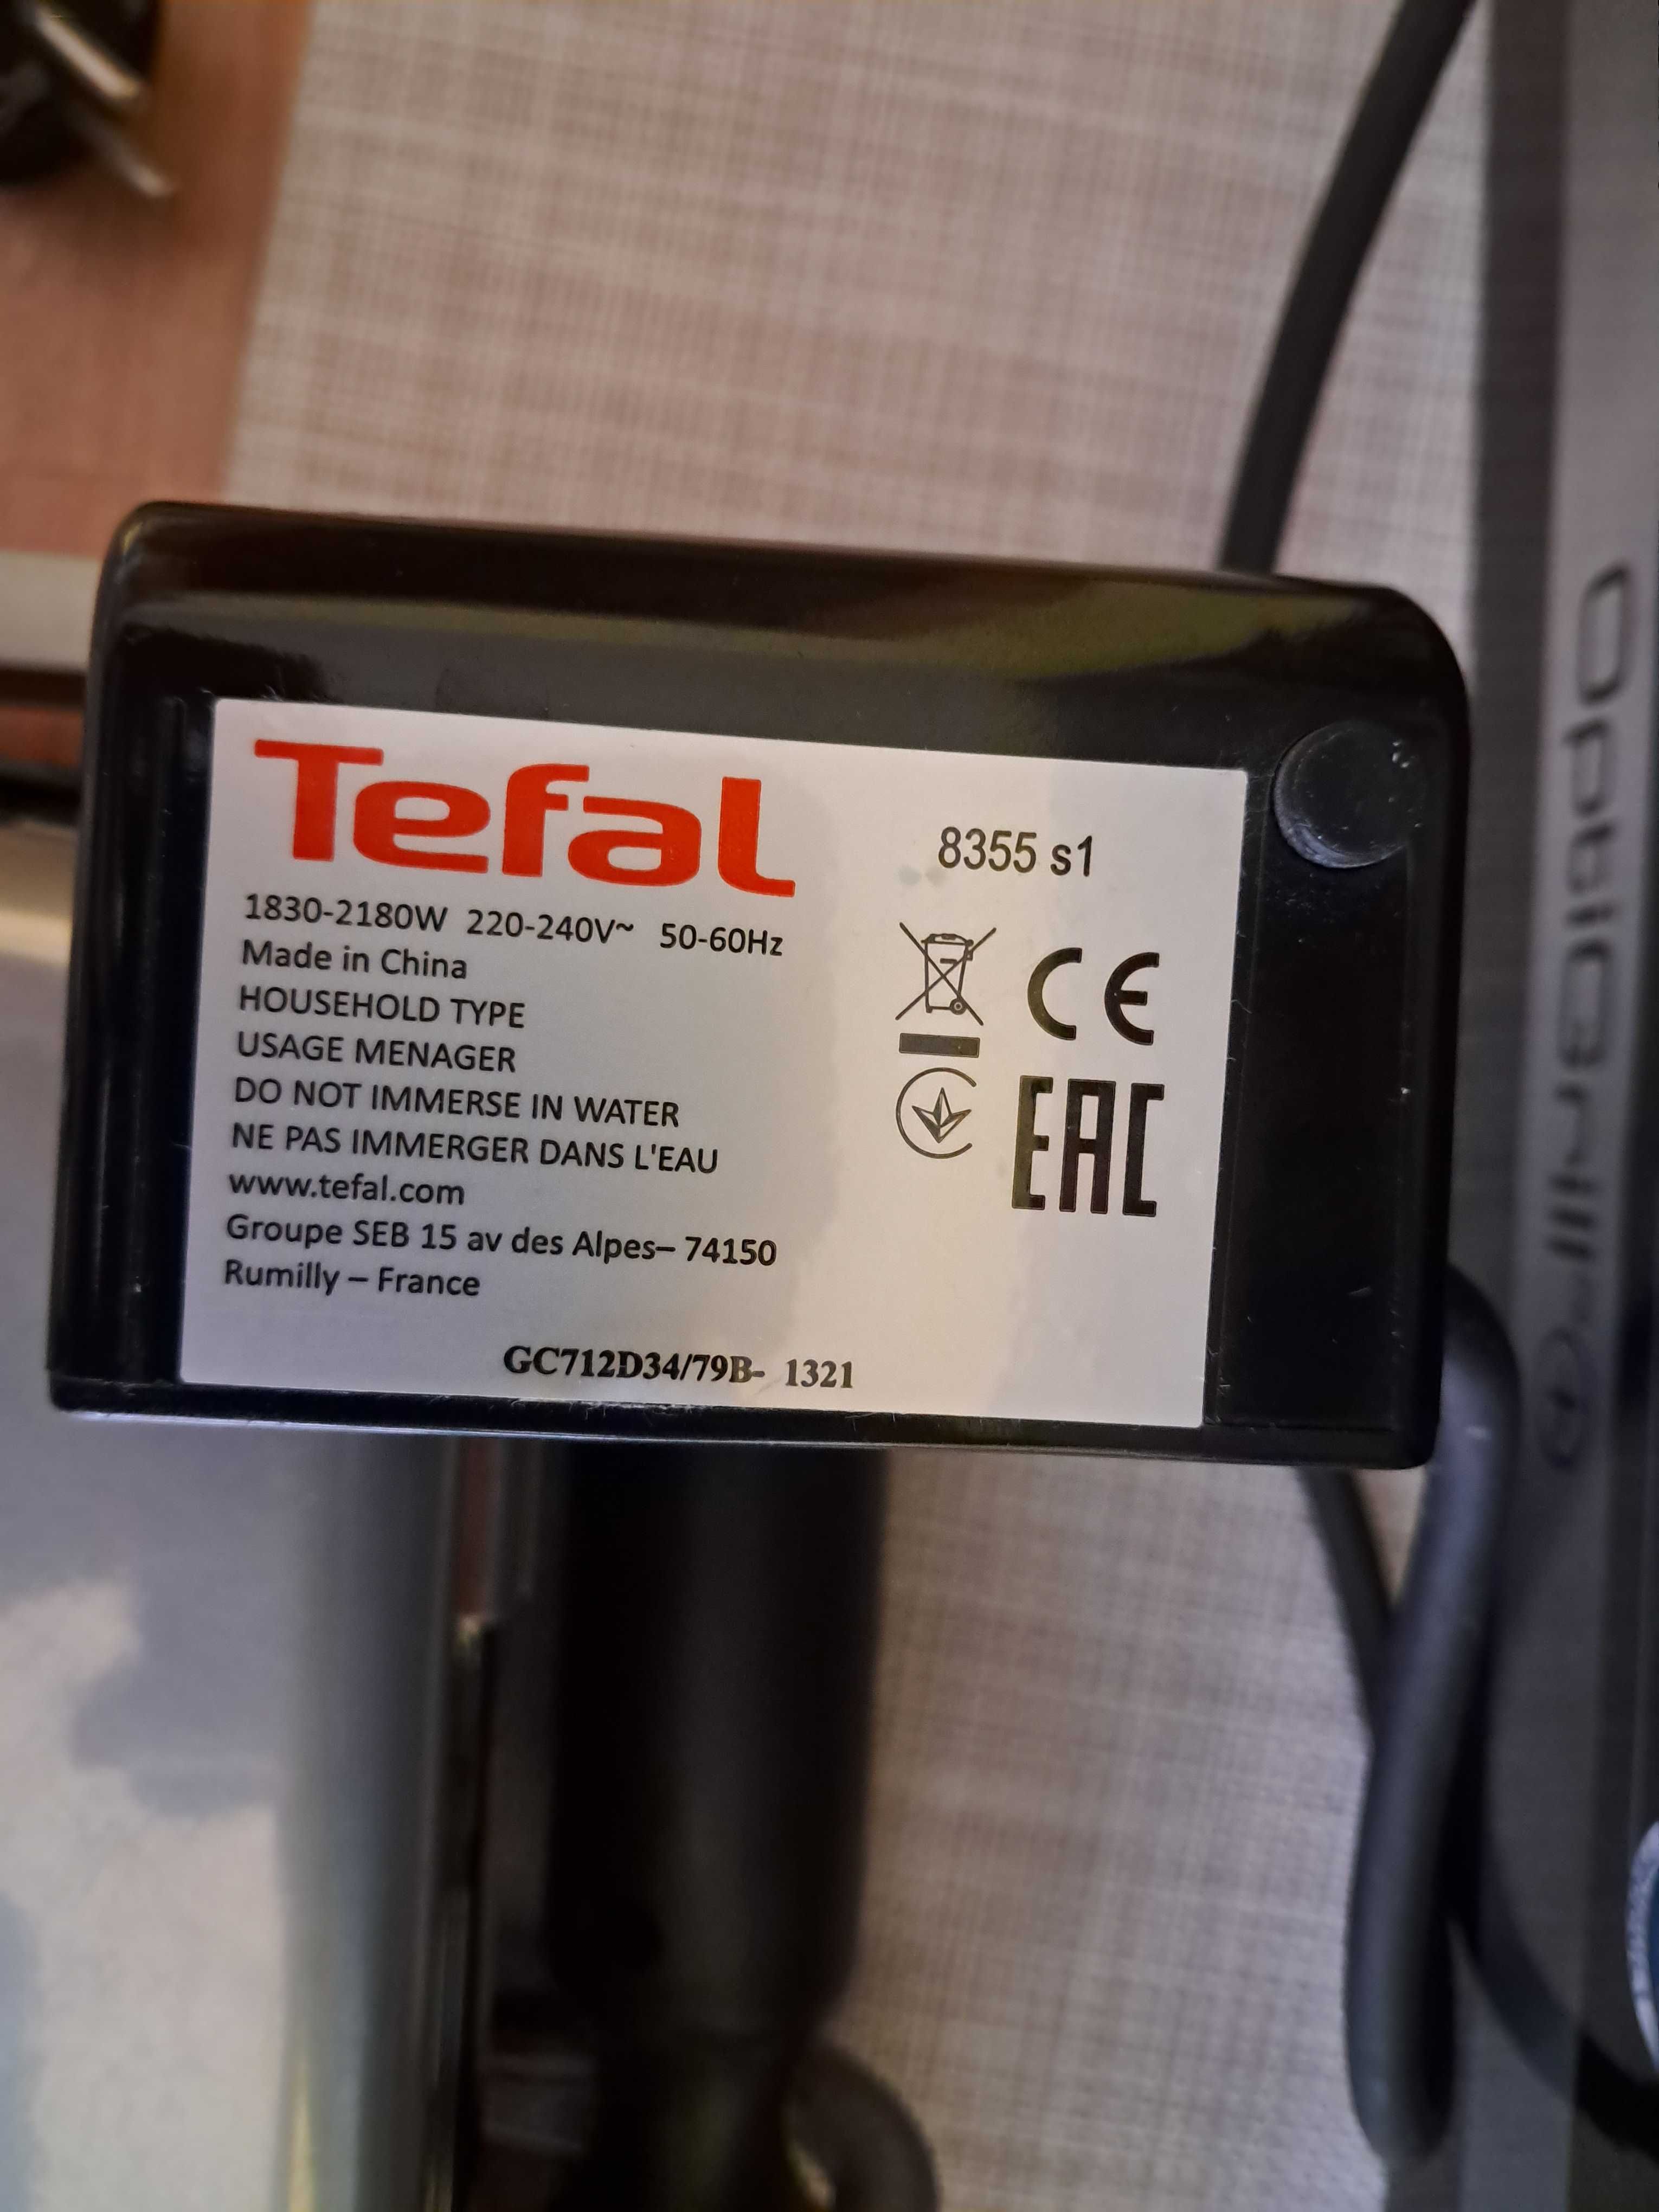 Tefal
8355 s1
1830-2180W 220-240V~ 50-60Hz
Made in China
HOUSEHOLD TYPE
USAGE MENAGER
DO NOT IMMERSE IN WATER
NE PAS IMMERGER DANS L'EAU
www.tefal.com
Groupe SEB 15 av des Alpes– 74150
Rumilly – France
CE
EAC
GC712D34/79B- 1321
OptiGrill+